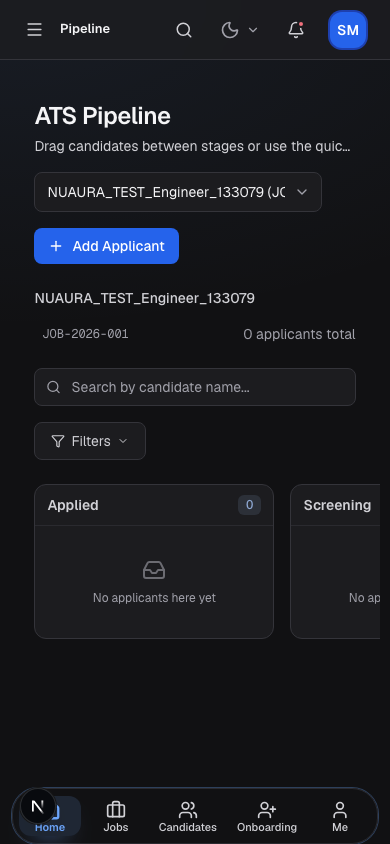 Pipeline
SM
ATS Pipeline
Drag candidates between stages or use the quic...
NUAURA_TEST_Engineer_133079 (JC
+ Add Applicant
NUAURA_TEST_Engineer_133079
JOB-2026-001
0 applicants total
Search by candidate name...
Filters
Applied
0
Screening
No applicants here yet
No ap
N
Home
Jobs
Candidates
Onboarding
Me